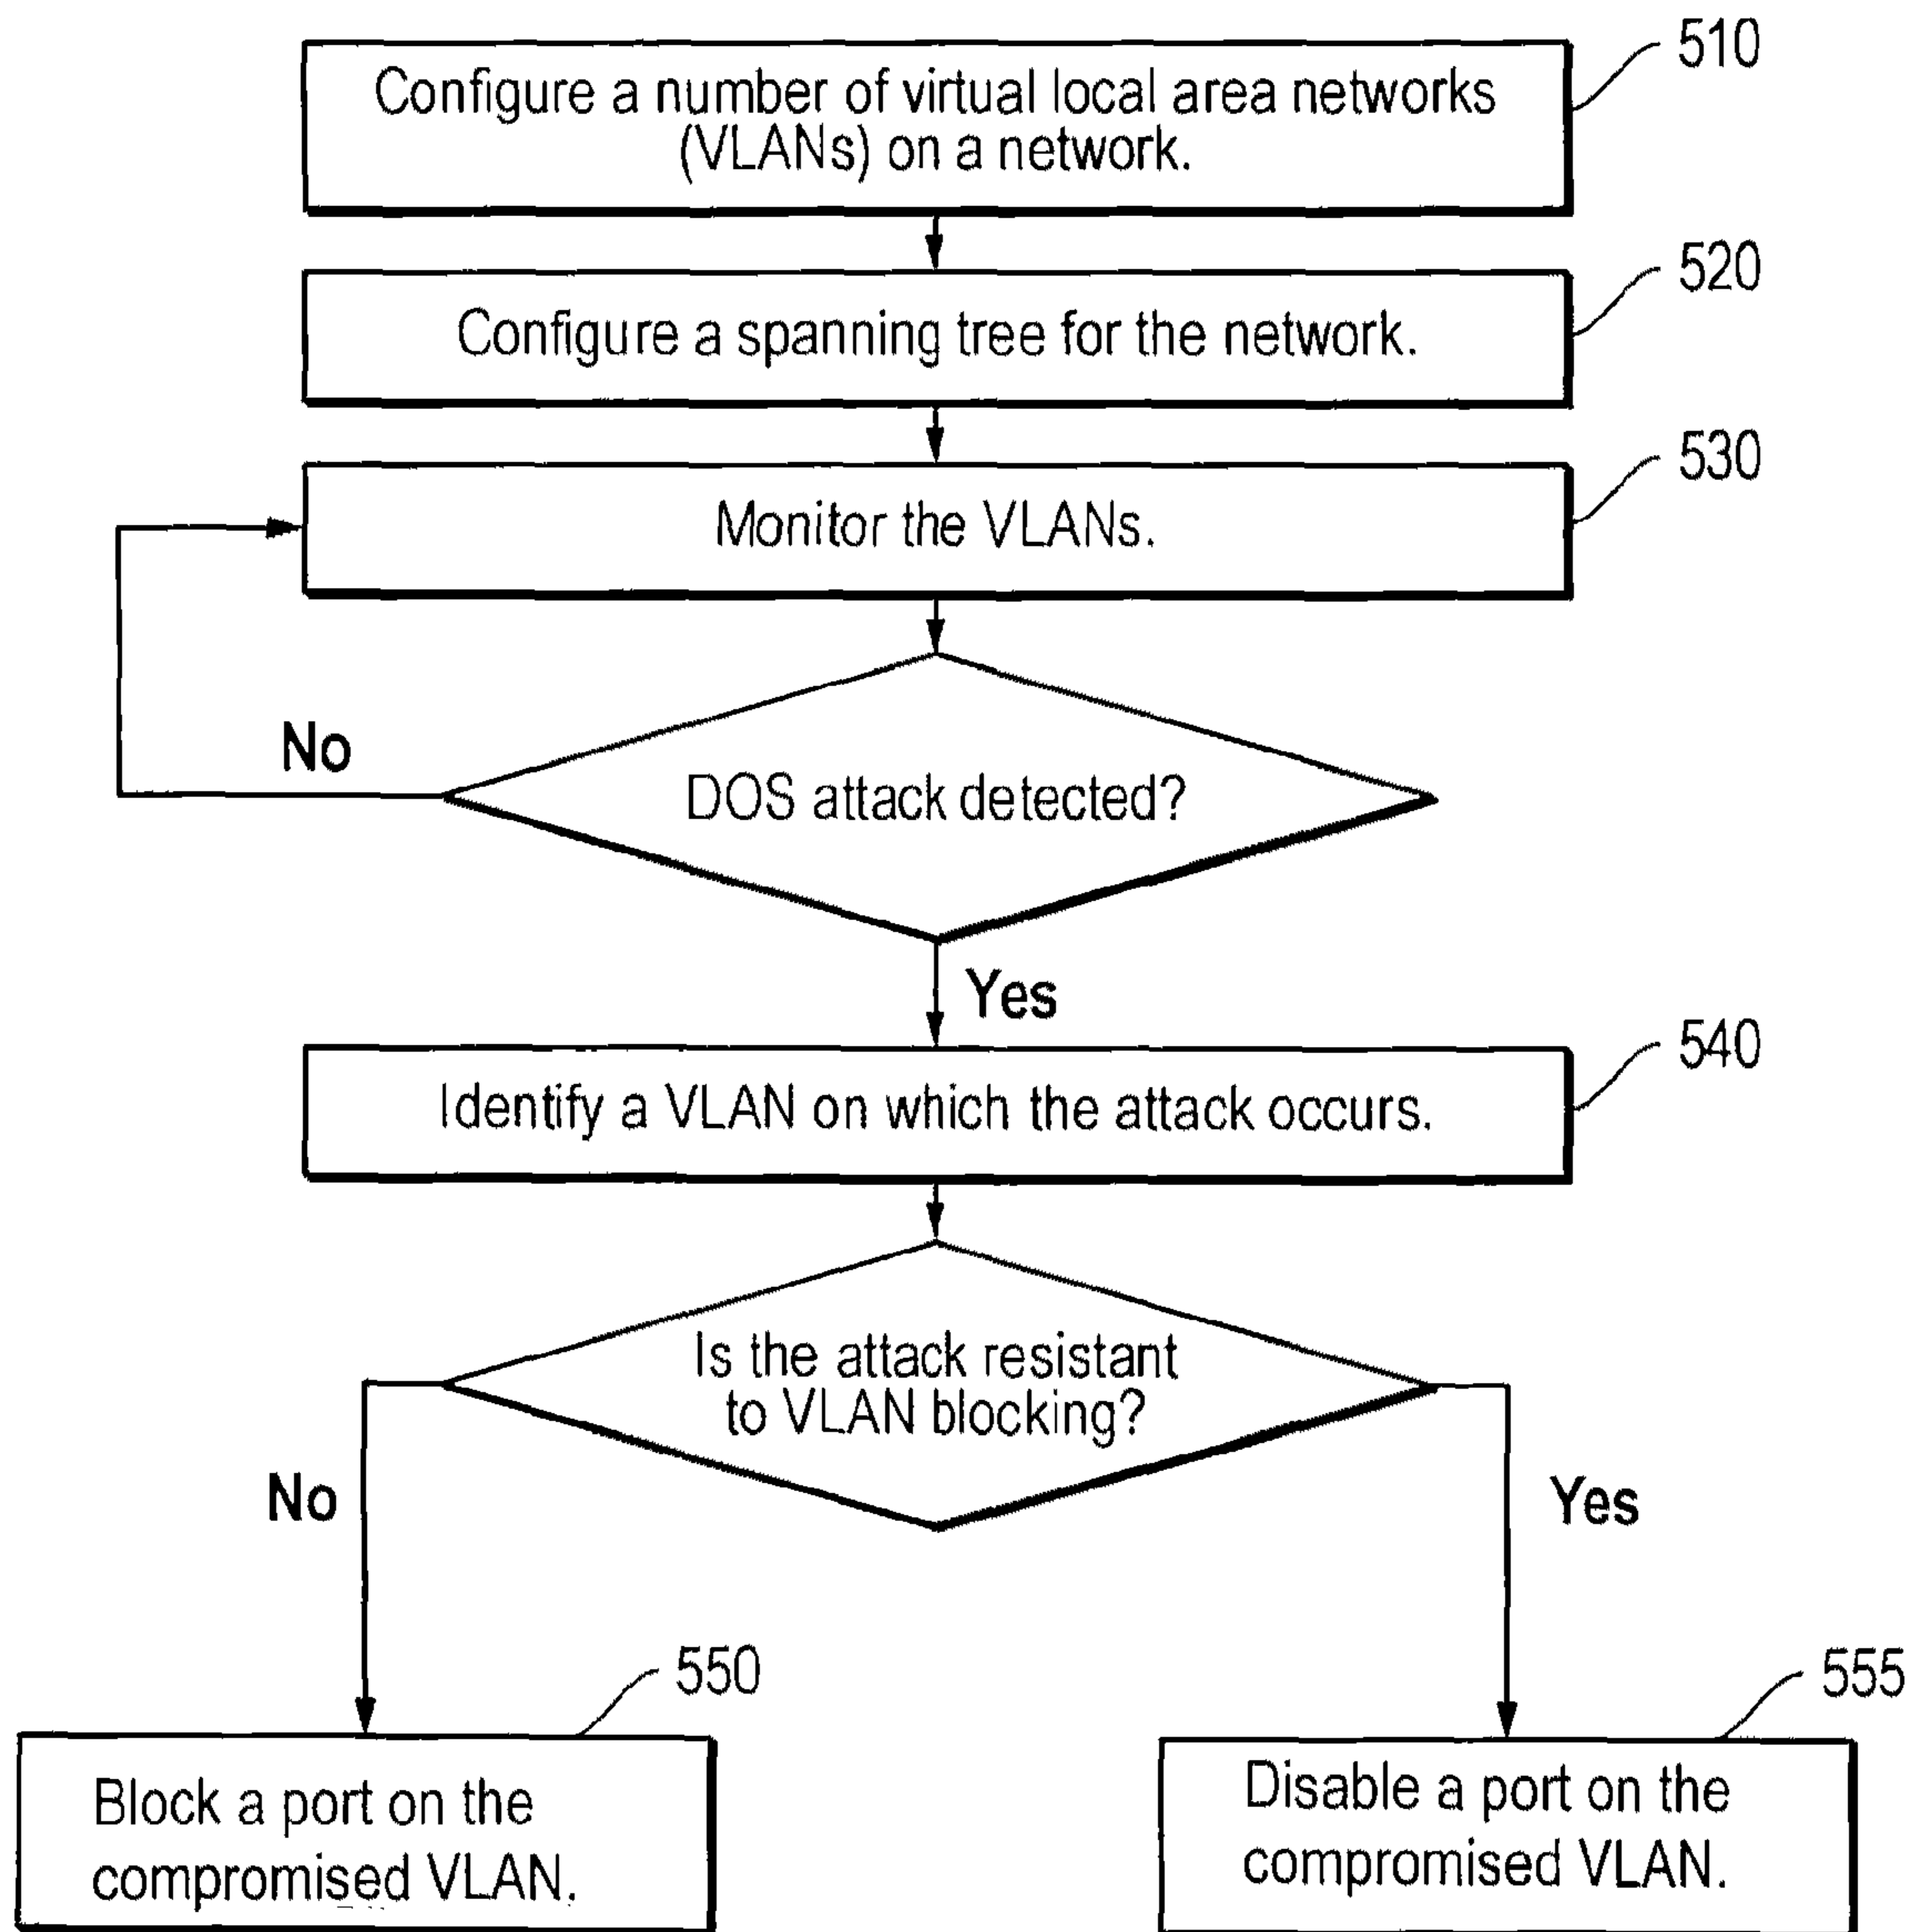 510
Configure a number of virtual local area networks
(VLANs) on a network.
520
Configure a spanning tree for the network.
530
Monitor the VLANs.
No
DOS attack detected?
Yes
540
Identify a VLAN on which the attack occurs.
Is the attack resistant
to VLAN blocking?
No
Yes
550
555
Block a port on the
compromised VLAN.
Disable a port on the
compromised VLAN.